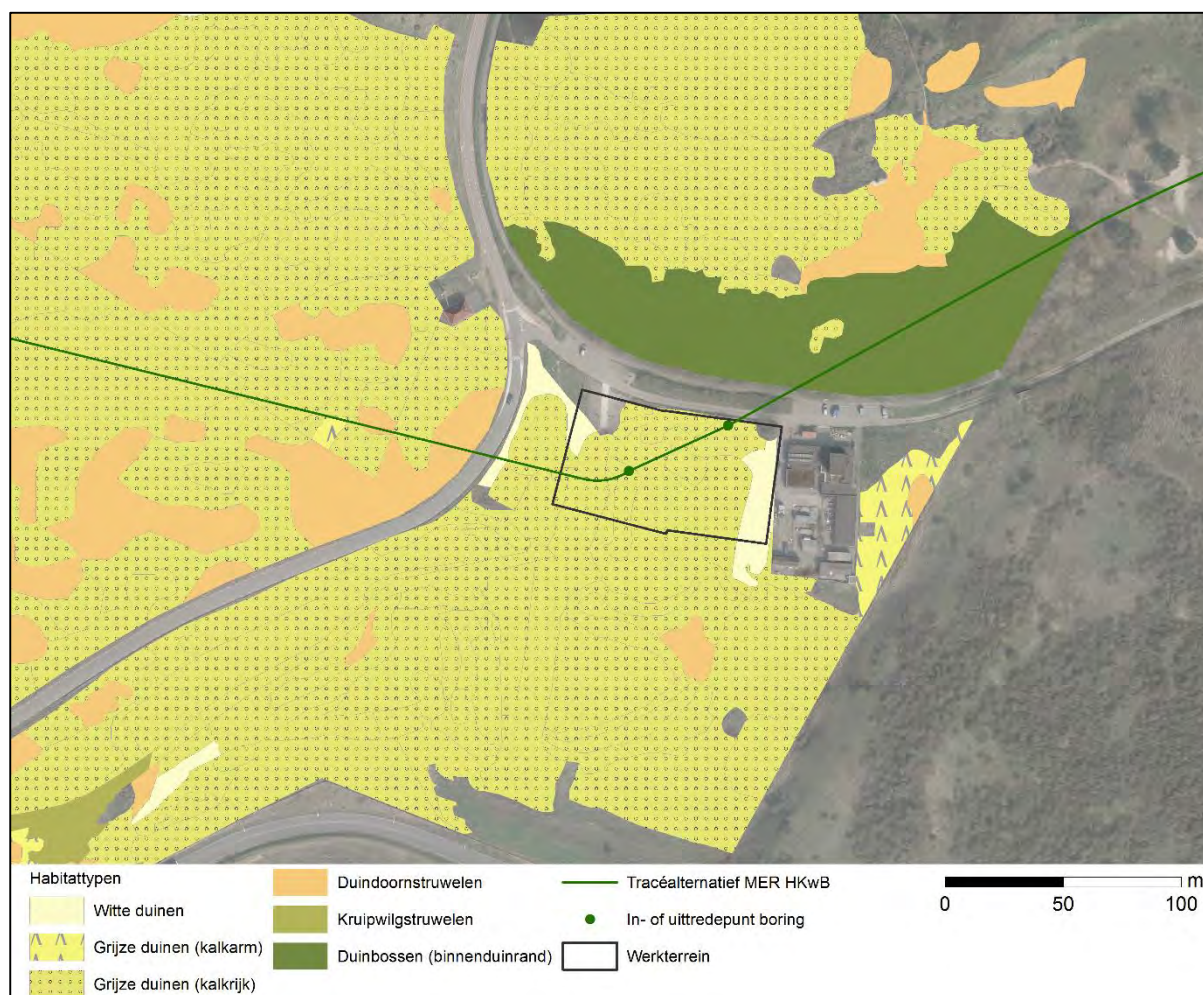 Habitattypen
Witte duinen
Grijze duinen (kalkarm)
Grijze duinen (kalkrijk)
Duindoornstruwelen
Kruipwilgstruwelen
Duinbossen (binnenduinrand)
Tracéalternatief MER HKwB
In- of uittredepunt boring
Werkterrein
m
0 50 100